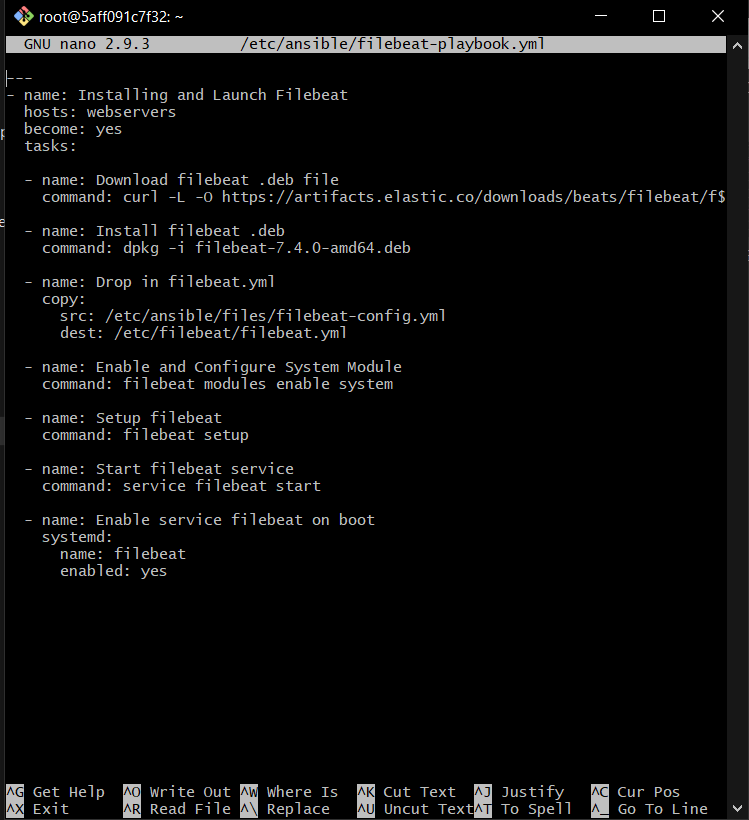 root@5aff091c7f32: ~
GNU nano 2.9.3 /etc/ansible/filebeat-playbook.yml
---
- name: Installing and Launch Filebeat
  hosts: webservers
  become: yes
  tasks:
  - name: Download filebeat .deb file
    command: curl -L -O https://artifacts.elastic.co/downloads/beats/filebeat/f$
  - name: Install filebeat .deb
    command: dpkg -i filebeat-7.4.0-amd64.deb
  - name: Drop in filebeat.yml
    copy:
      src: /etc/ansible/files/filebeat-config.yml
      dest: /etc/filebeat/filebeat.yml
  - name: Enable and Configure System Module
    command: filebeat modules enable system
  - name: Setup filebeat
    command: filebeat setup
  - name: Start filebeat service
    command: service filebeat start
  - name: Enable service filebeat on boot
    systemd:
      name: filebeat
      enabled: yes
^G Get Help ^O Write Out ^W Where Is ^K Cut Text ^J Justify ^C Cur Pos
^X Exit ^R Read File ^\ Replace ^U Uncut Text ^T To Spell ^_ Go To Line